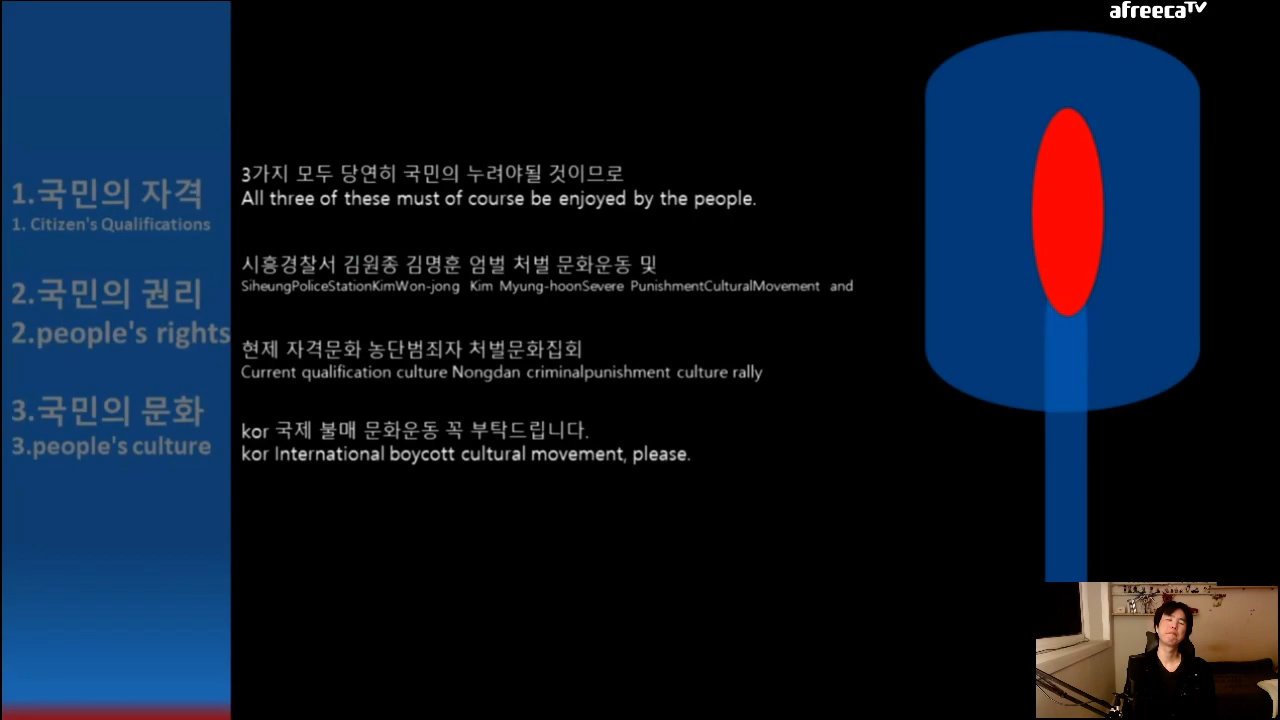 afreecaTV
1.국민의 자격
1. Citizen's Qualifications
2.국민의 권리
2.people's rights
3.국민의 문화
3.people's culture
3가지 모두 당연히 국민의 누려야될 것이므로
All three of these must of course be enjoyed by the people.
시흥경찰서 김원종 김명훈 엄벌 처벌 문화운동 및
SiheungPoliceStationKimWon-jong Kim Myung-hoonSevere PunishmentCulturalMovement and
현제 자격문화 농단범죄자 처벌문화집회
Current qualification culture Nongdan criminalpunishment culture rally
kor 국제 불매 문화운동 꼭 부탁드립니다.
kor International boycott cultural movement, please.